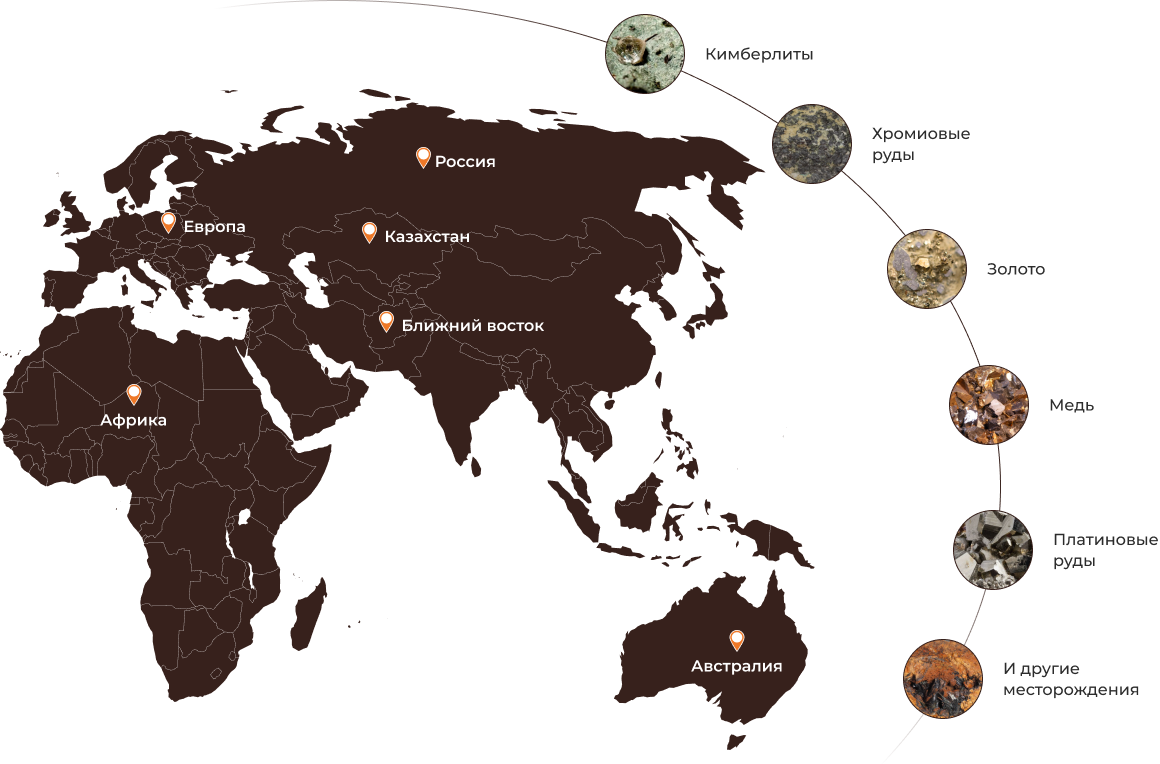 Кимберлиты
Хромиовые
руды
Россия
Европа
Казахстан
Золото
Ближний восток
Африка
Медь
Платиновые
руды
Австралия
И другие
месторождения